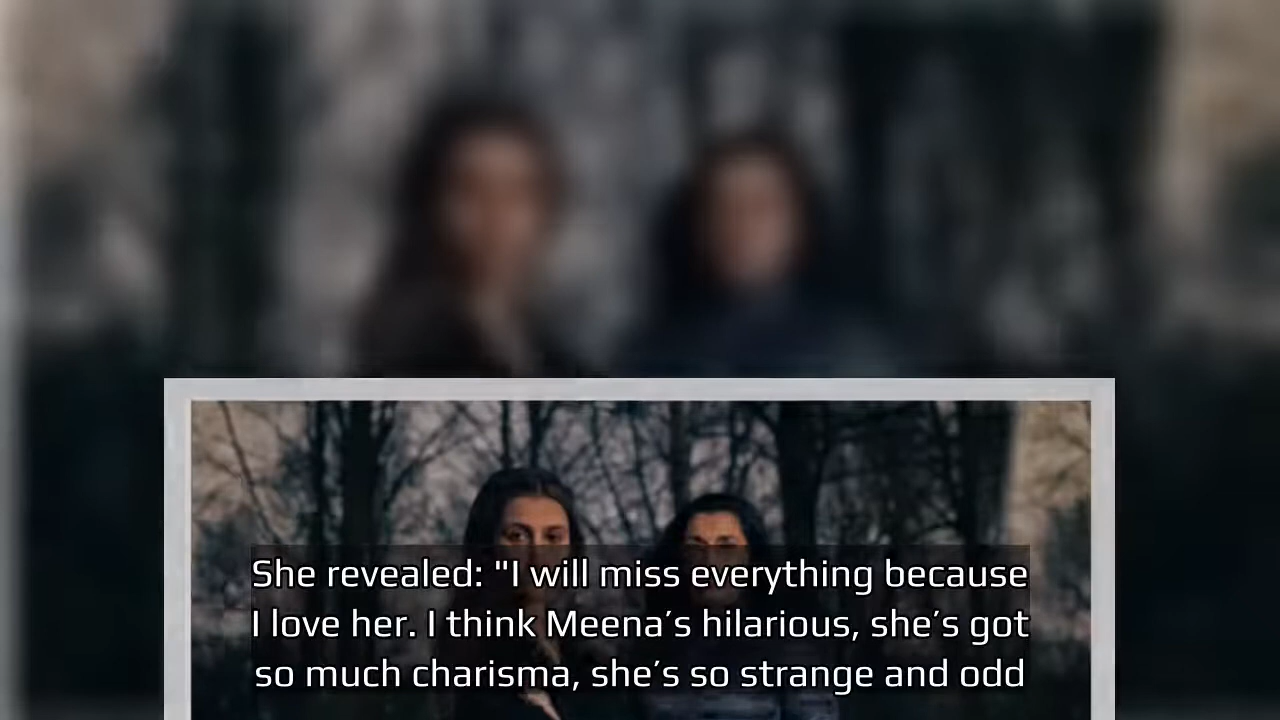 She revealed: "I will miss everything because
I love her. I think Meena's hilarious, she's got
so much charisma, she's so strange and odd